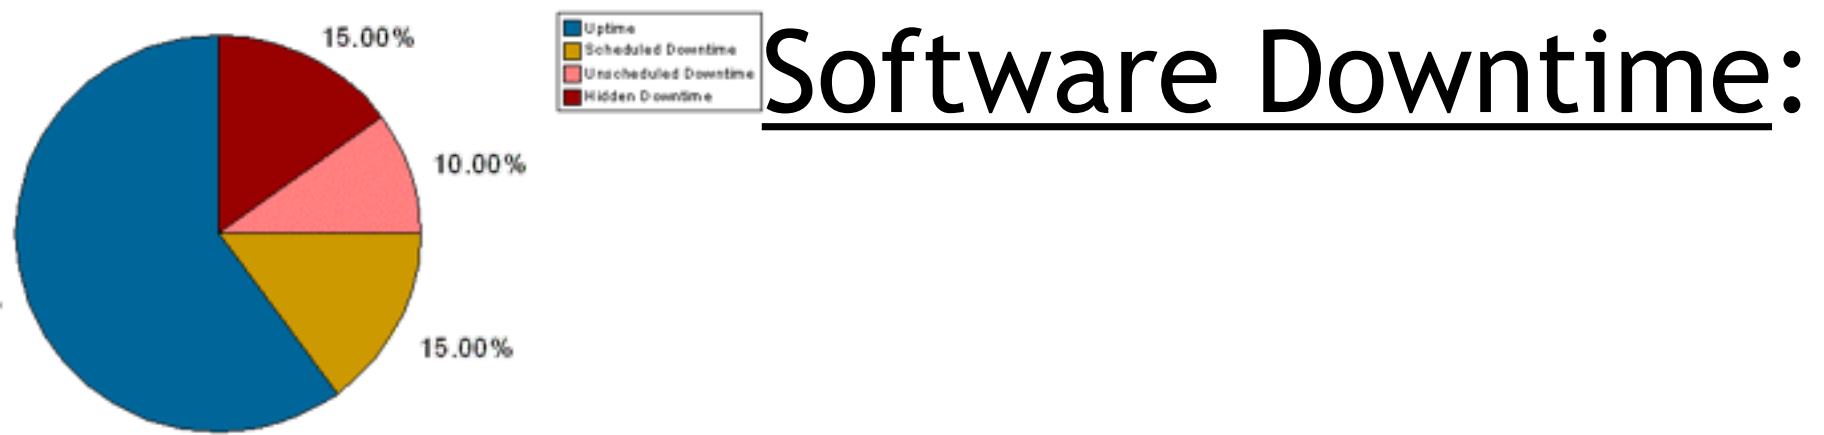 15.00%
Uptime
Scheduled Downtime
Unscheduled Downtime
Hidden Downtime
Software Downtime:
10.00%
15.00%